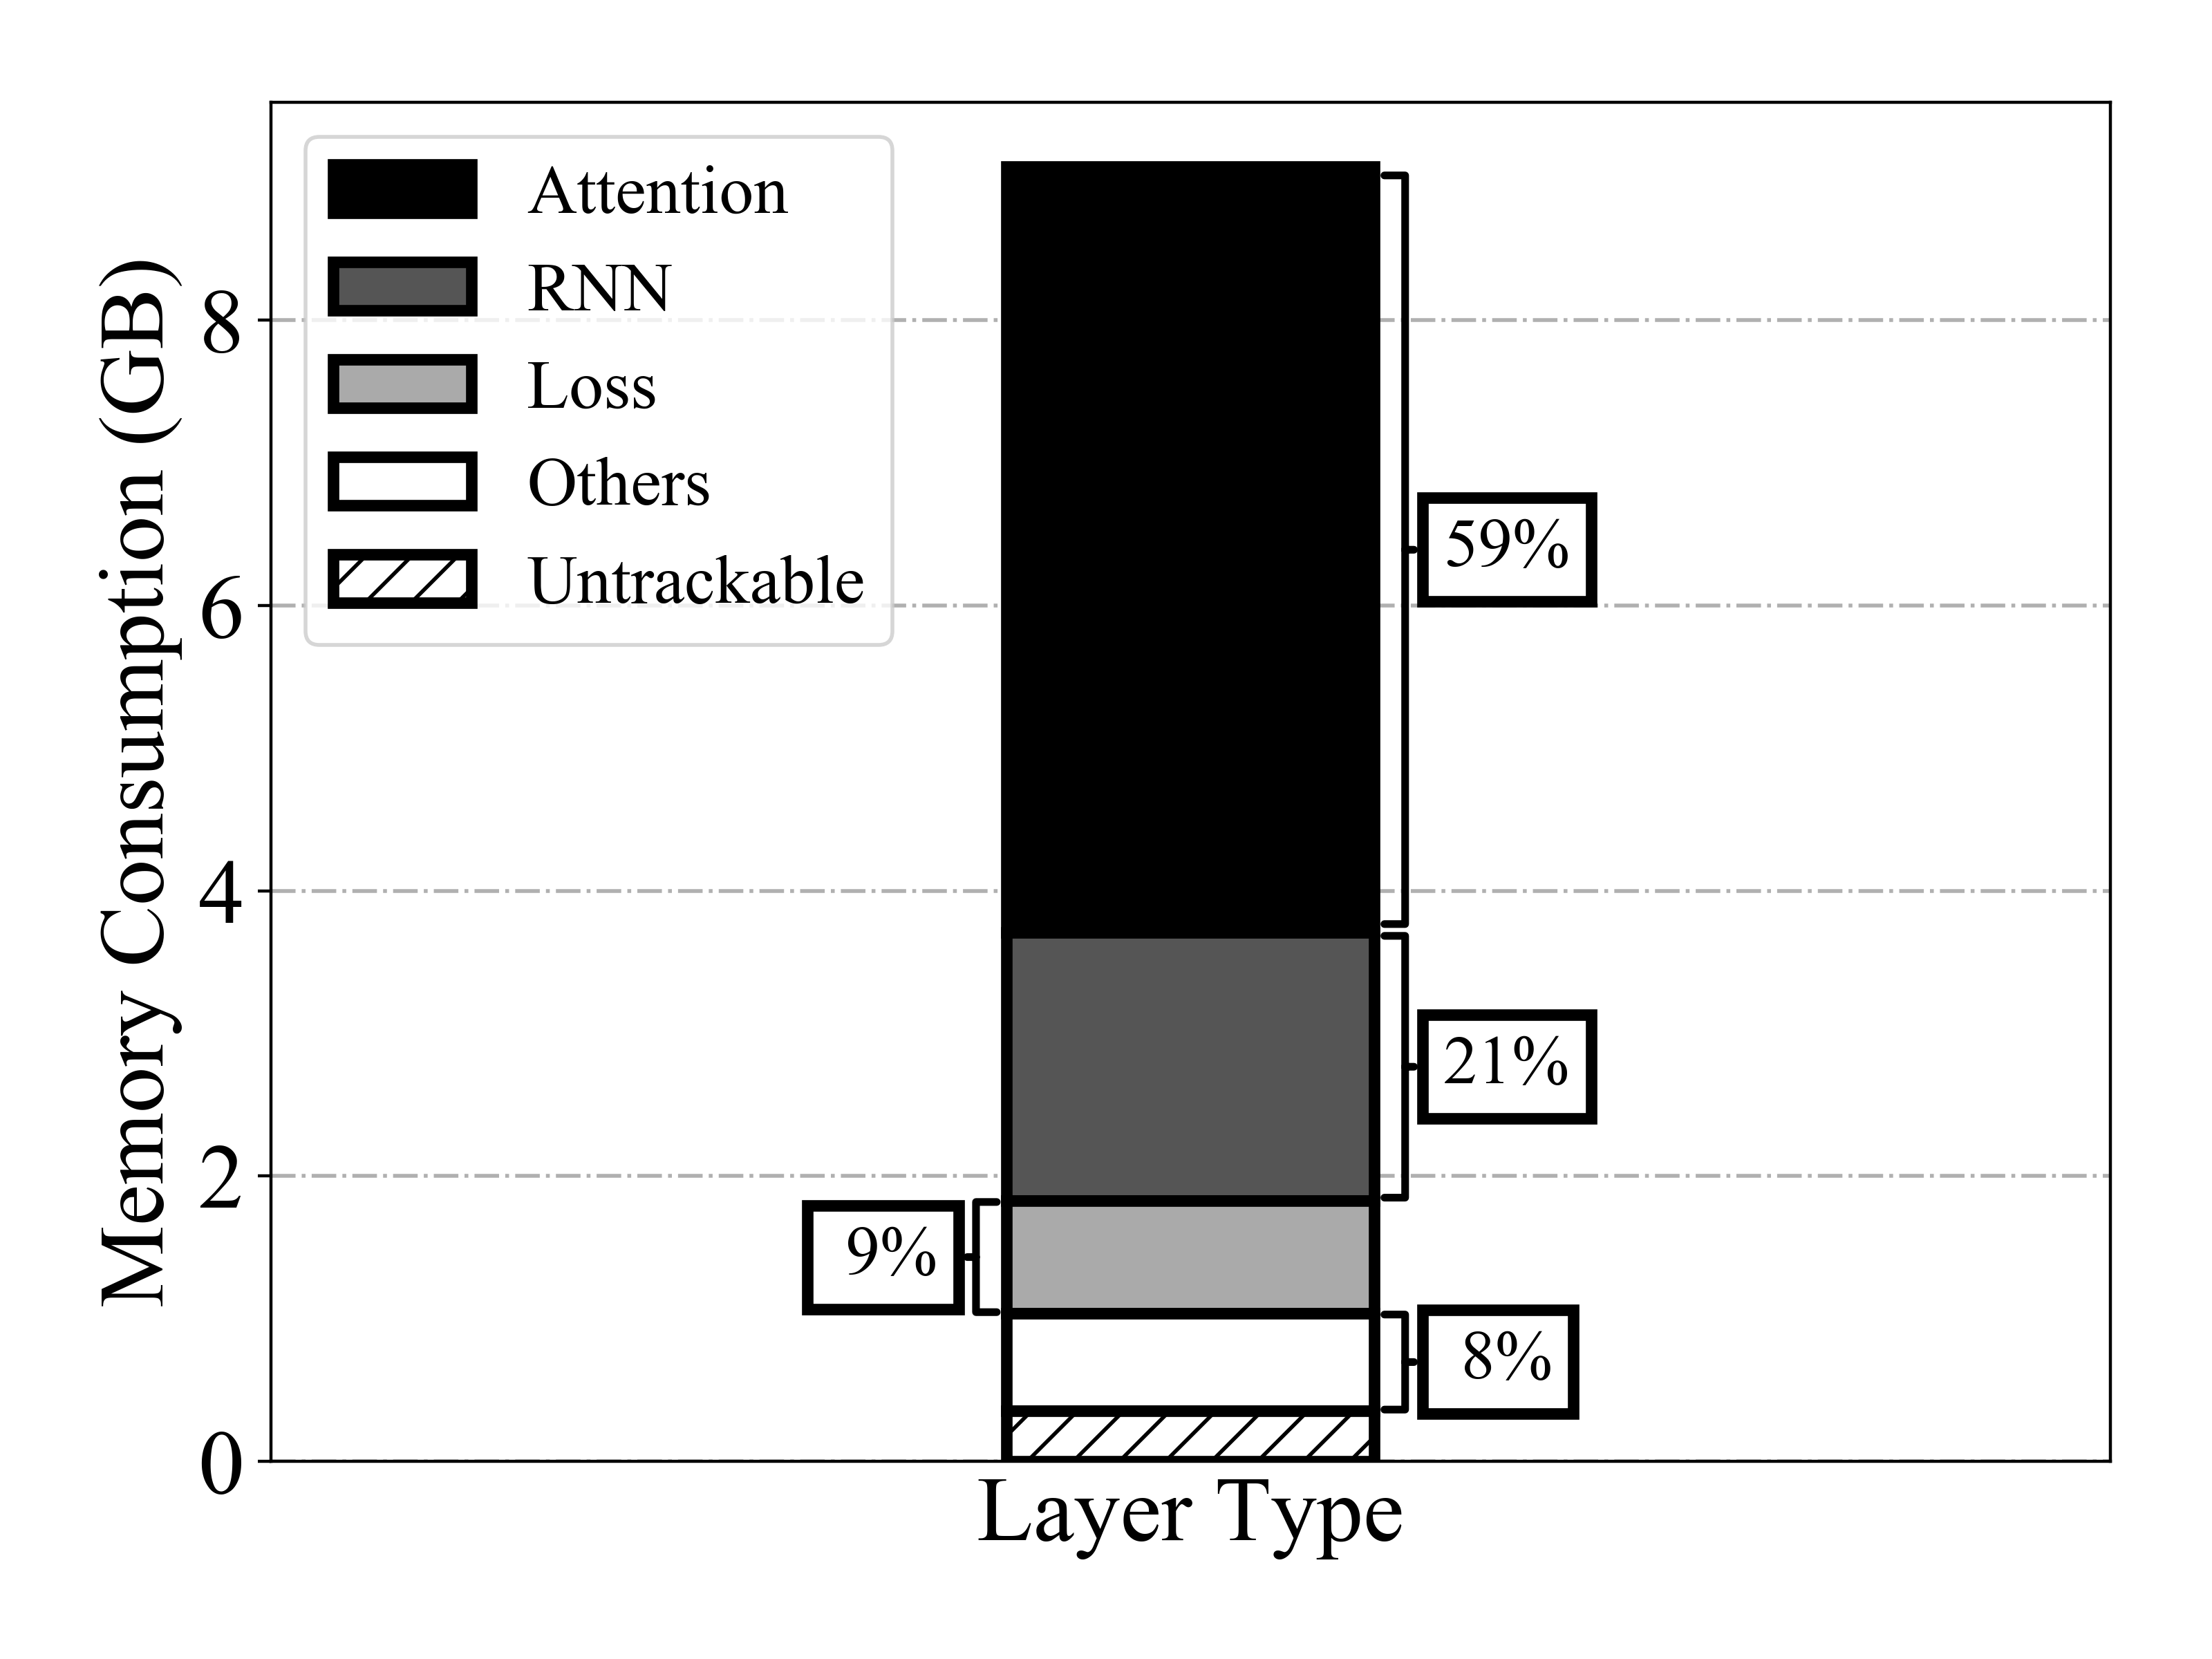 Attention
RNN
Loss
Others
Untrackable
Memory Consumption (GB)
8
6
4
2
0
59%
21%
9%
8%
Layer Type